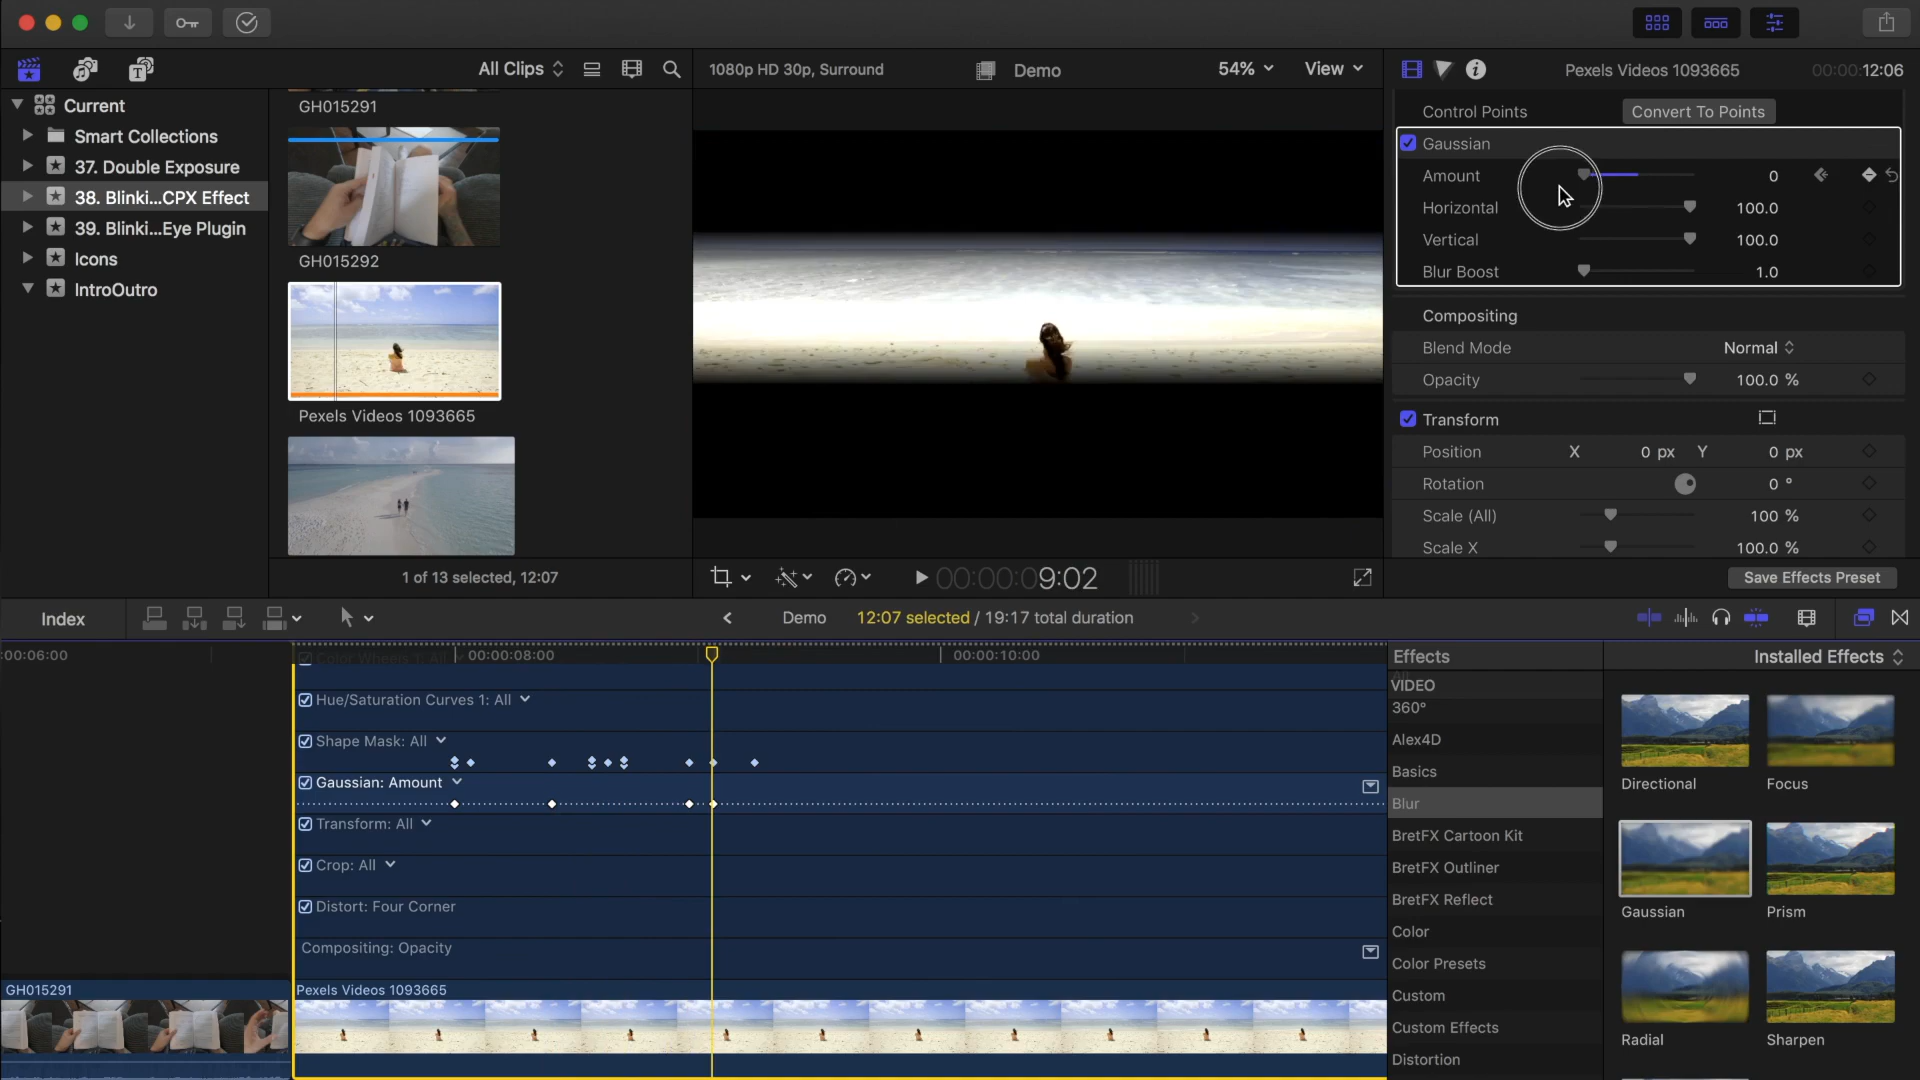 All Clips
1080p HD 30p, Surround
Demo
54%
View
Pexels Videos 1093665
00:00:12:06
Current
Smart Collections
37. Double Exposure
38. Blinki...CPX Effect
39. Blinki...Eye Plugin
Icons
IntroOutro
GH015291
GH015292
Pexels Videos 1093665
1 of 13 selected, 12:07
00:00:09:02
Control Points
Convert To Points
Gaussian
Amount 0
Horizontal 100.0
Vertical 100.0
Blur Boost 1.0
Compositing
Blend Mode Normal
Opacity 100.0 %
Transform
Position X 0 px Y 0 px
Rotation 0 °
Scale (All) 100 %
Scale X 100.0 %
Save Effects Preset
Index
Demo
12:07 selected / 19:17 total duration
:00:06:00
00:00:08:00
00:00:10:00
Color Wheels 1: All
Hue/Saturation Curves 1: All
Shape Mask: All
Gaussian: Amount
Transform: All
Crop: All
Distort: Four Corner
Compositing: Opacity
GH015291
Pexels Videos 1093665
Effects
Installed Effects
VIDEO
360°
Alex4D
Basics
Blur
BretFX Cartoon Kit
BretFX Outliner
BretFX Reflect
Color
Color Presets
Custom
Custom Effects
Distortion
Directional
Focus
Gaussian
Prism
Radial
Sharpen